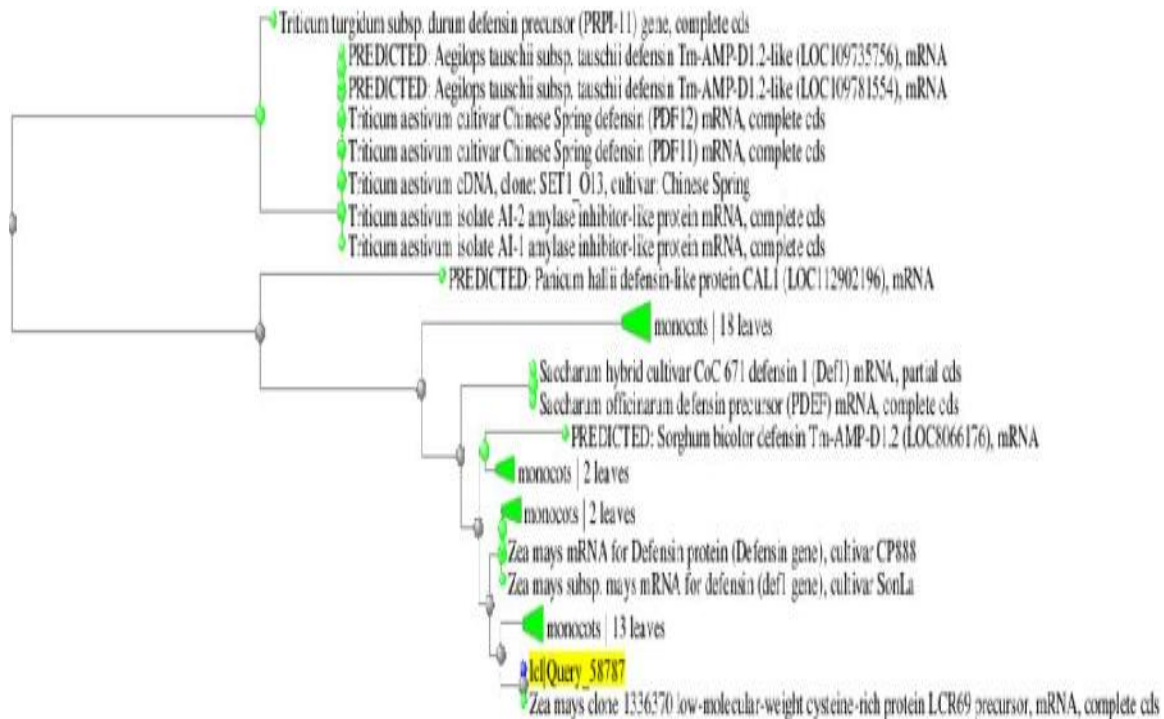 Triticum turgidum subsp. durum defensin precursor (PRPI-11) gene, complete cds
PREDICTED: Aegilops tauschii subsp. tauschii defensin Tm-AMP-D1.2-like (LOC109735756), mRNA
PREDICTED: Aegilops tauschii subsp. tauschii defensin Tm-AMP-D1.2-like (LOC109781554), mRNA
Triticum aestivum cultivar Chinese Spring defensin (PDF12) mRNA, complete cds
Triticum aestivum cultivar Chinese Spring defensin (PDF11) mRNA, complete cds
Triticum aestivum cDNA, clone: SET1_O13, cultivar: Chinese Spring
Triticum aestivum isolate AI-2 amylase inhibitor-like protein mRNA, complete cds
Triticum aestivum isolate AI-1 amylase inhibitor-like protein mRNA, complete cds
PREDICTED: Panicum hallii defensin-like protein CAL1 (LOC112902196), mRNA
monocots | 18 leaves
Saccharum hybrid cultivar CoC 671 defensin 1 (Def1) mRNA, partial cds
Saccharum officinarum defensin precursor (PDEF) mRNA, complete cds
PREDICTED: Sorghum bicolor defensin Tm-AMP-D1.2 (LOC8066176), mRNA
monocots | 2 leaves
monocots | 2 leaves
Zea mays mRNA for Defensin protein (Defensin gene), cultivar CP888
Zea mays subsp. mays mRNA for defensin (def1 gene), cultivar SonLa
monocots | 13 leaves
lcl|Query_58787
Zea mays clone 1336370 low-molecular-weight cysteine-rich protein LCR69 precursor, mRNA, complete cds